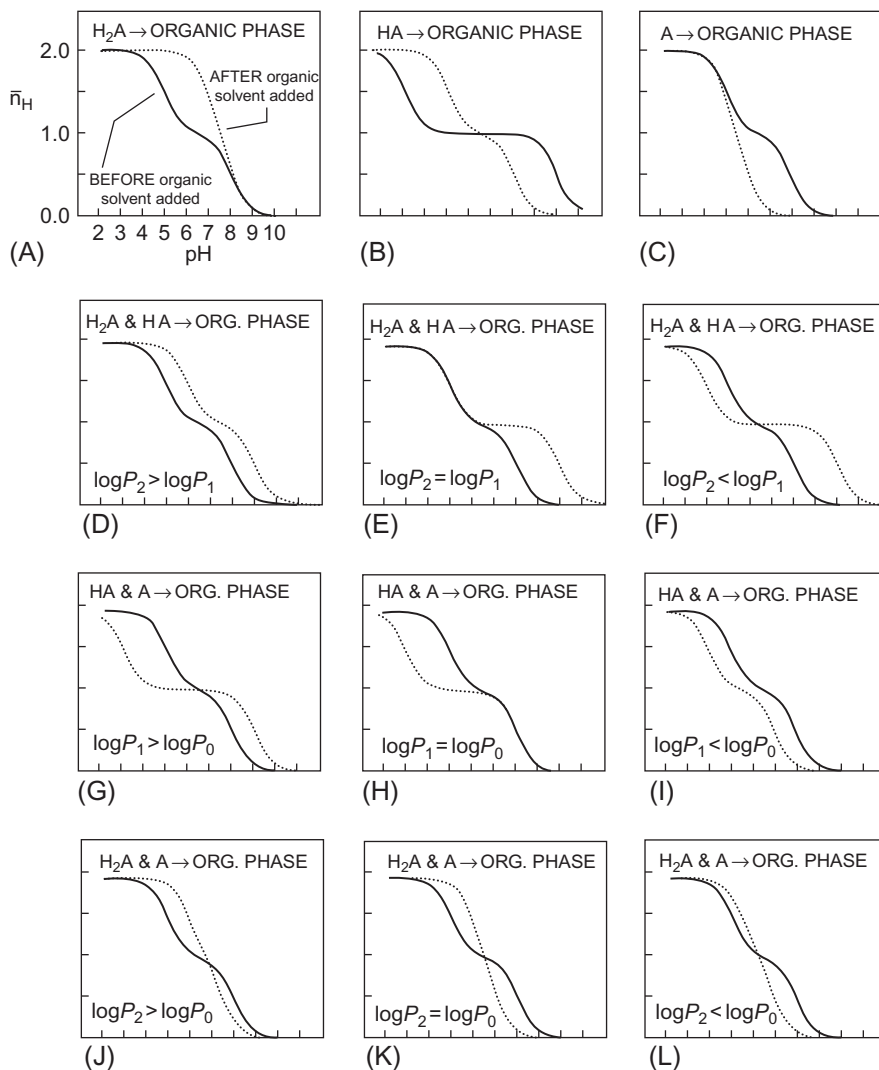 H₂A → ORGANIC PHASE
2.0
n̄H
AFTER organic
solvent added
1.0
BEFORE organic
solvent added
0.0
2 3 4 5 6 7 8 9 10
pH
(A)
HA → ORGANIC PHASE
(B)
A → ORGANIC PHASE
(C)
H₂A & HA → ORG. PHASE
logP₂ > logP₁
(D)
H₂A & HA → ORG. PHASE
logP₂ = logP₁
(E)
H₂A & HA → ORG. PHASE
logP₂ < logP₁
(F)
HA & A → ORG. PHASE
logP₁ > logP₀
(G)
HA & A → ORG. PHASE
logP₁ = logP₀
(H)
HA & A → ORG. PHASE
logP₁ < logP₀
(I)
H₂A & A → ORG. PHASE
logP₂ > logP₀
(J)
H₂A & A → ORG. PHASE
logP₂ = logP₀
(K)
H₂A & A → ORG. PHASE
logP₂ < logP₀
(L)